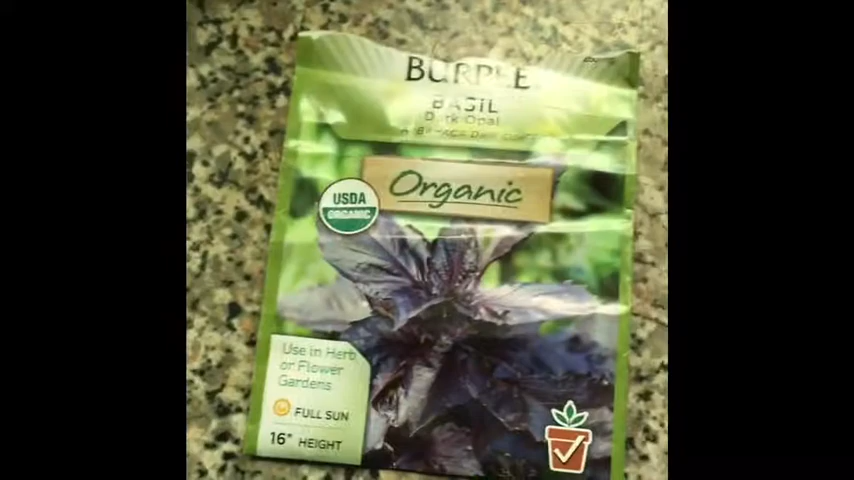 BURPEE
BASIL
Dark Opal
Organic
USDA
ORGANIC
Use in Herb
or Flower
Gardens
FULL SUN
16" HEIGHT